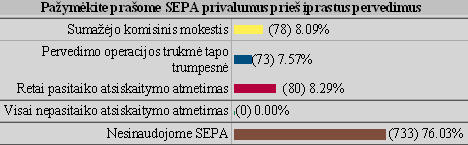 Pažymėkite prašome SEPA privalumus prieš įprastus pervedimus
Sumažėjo komisinis mokestis (78) 8.09%
Pervedimo operacijos trukmė tapo
trumpesnė (73) 7.57%
Retai pasitaiko atsiskaitymo atmetimas (80) 8.29%
Visai nepasitaiko atsiskaitymo atmetimas (0) 0.00%
Nesinaudojome SEPA (733) 76.03%